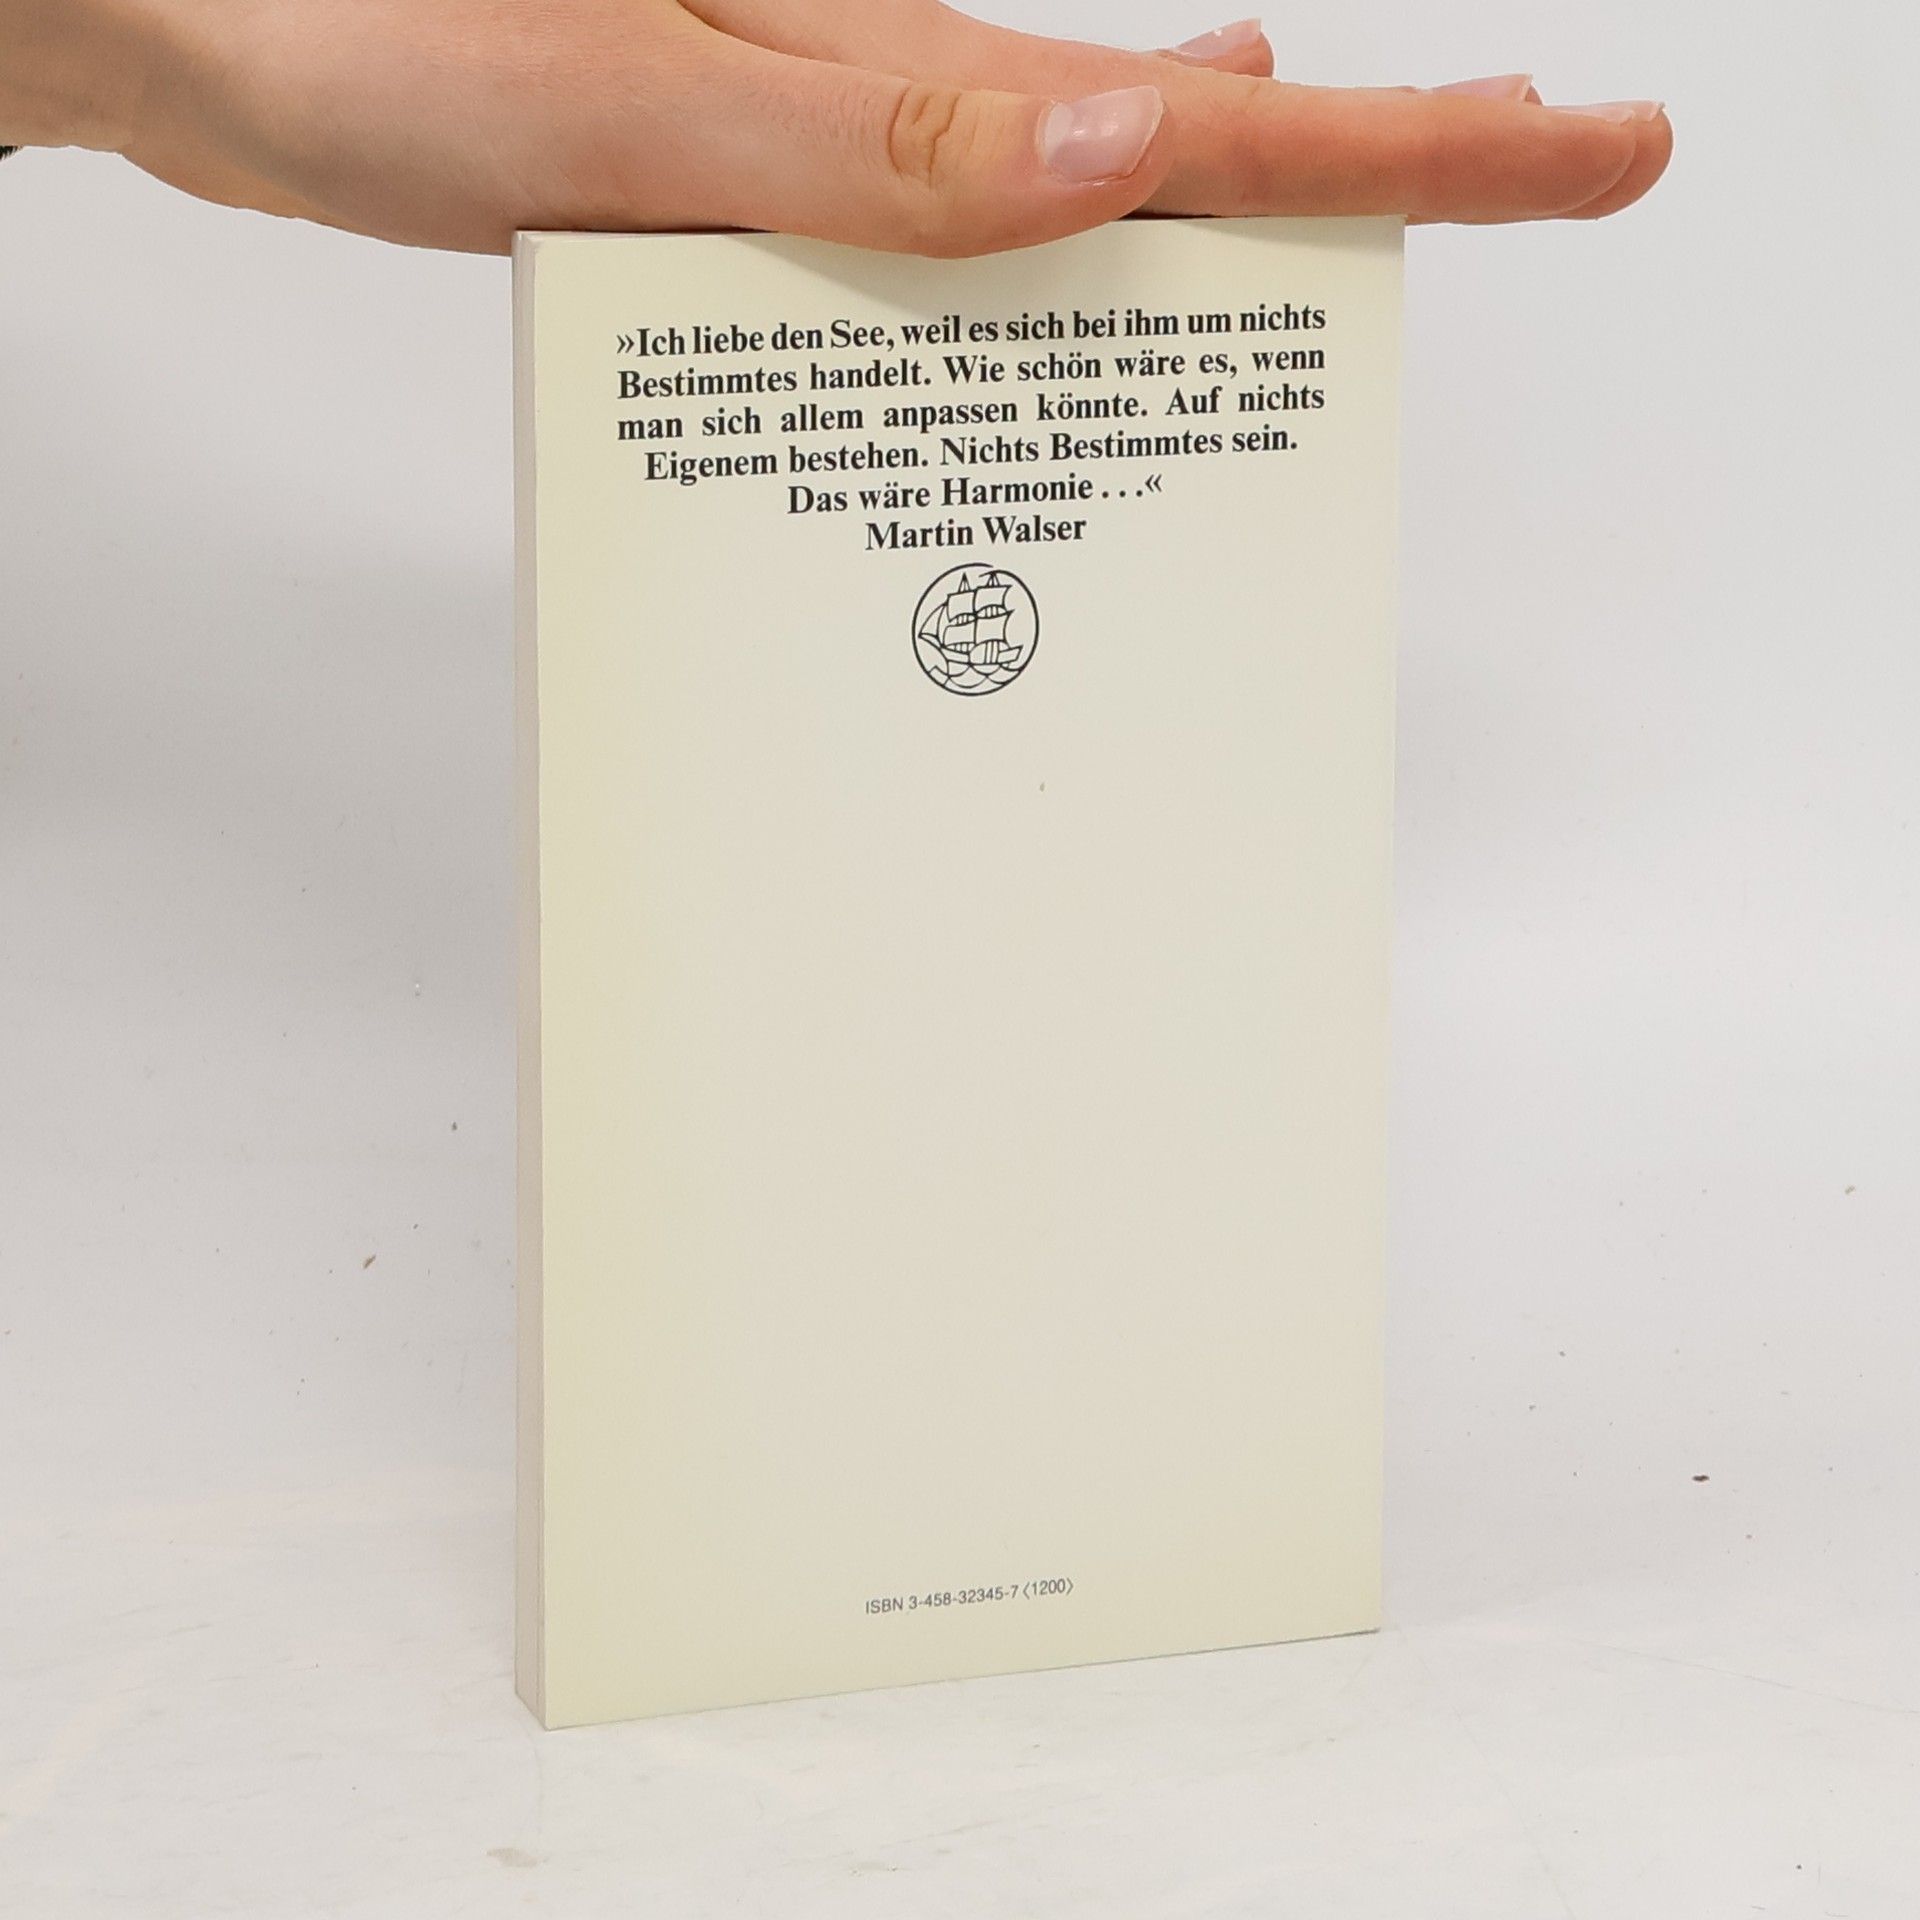 »Ich liebe den See, weil es sich bei ihm um nichts
Bestimmtes handelt. Wie schön wäre es, wenn
man sich allem anpassen könnte. Auf nichts
Eigenem bestehen. Nichts Bestimmtes sein.
Das wäre Harmonie . . .«
Martin Walser
ISBN 3-458-32345-7 〈1200〉